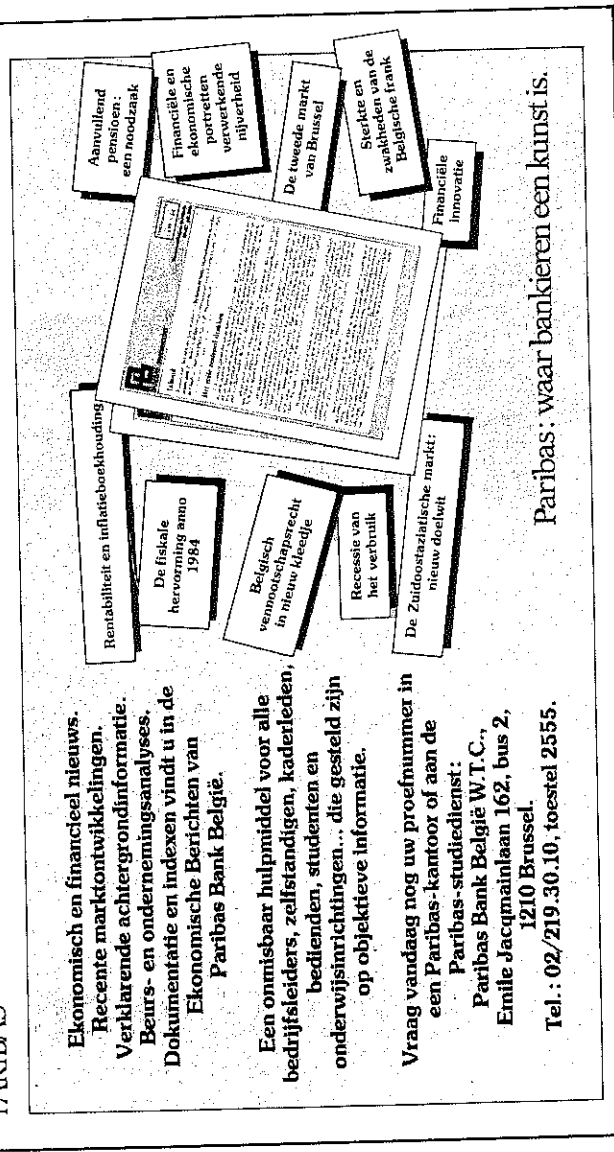 PARIBAS
Ekonomisch en financieel nieuws.
Recente marktontwikkelingen.
Verklarende achtergrondinformatie.
Beurs- en ondernemingsanalyses.
Dokumentatie en indexen vindt u in de
Ekonomische Berichten van
Paribas Bank België.
Een onmisbaar hulpmiddel voor alle
bedrijfsleiders, zelfstandigen, kaderleden,
bedienden, studenten en
onderwijsinrichtingen... die gesteld zijn
op objektieve informatie.
Vraag vandaag nog uw proefnummer in
een Paribas-kantoor of aan de
Paribas-studiedienst:
Paribas Bank België W.T.C.,
Emile Jacqmainlaan 162, bus 2,
1210 Brussel.
Tel.: 02/219.30.10, toestel 2555.
Rentabiliteit en inflatieboekhouding
De fiskale
hervorming anno
1984
Belgisch
vennootschapsrecht
in nieuw kleedje
Recessie van
het verbruik
De Zuidoostaziatische markt:
nieuw doelwit
Aanvullend
pensioen:
een noodzaak
Financiële en
ekonomische
portretten
verwerkende
nijverheid
De tweede markt
van Brussel
Sterkte en
zwakheden van de
Belgische frank
Financiële
innovatie
Paribas: waar bankieren een kunst is.